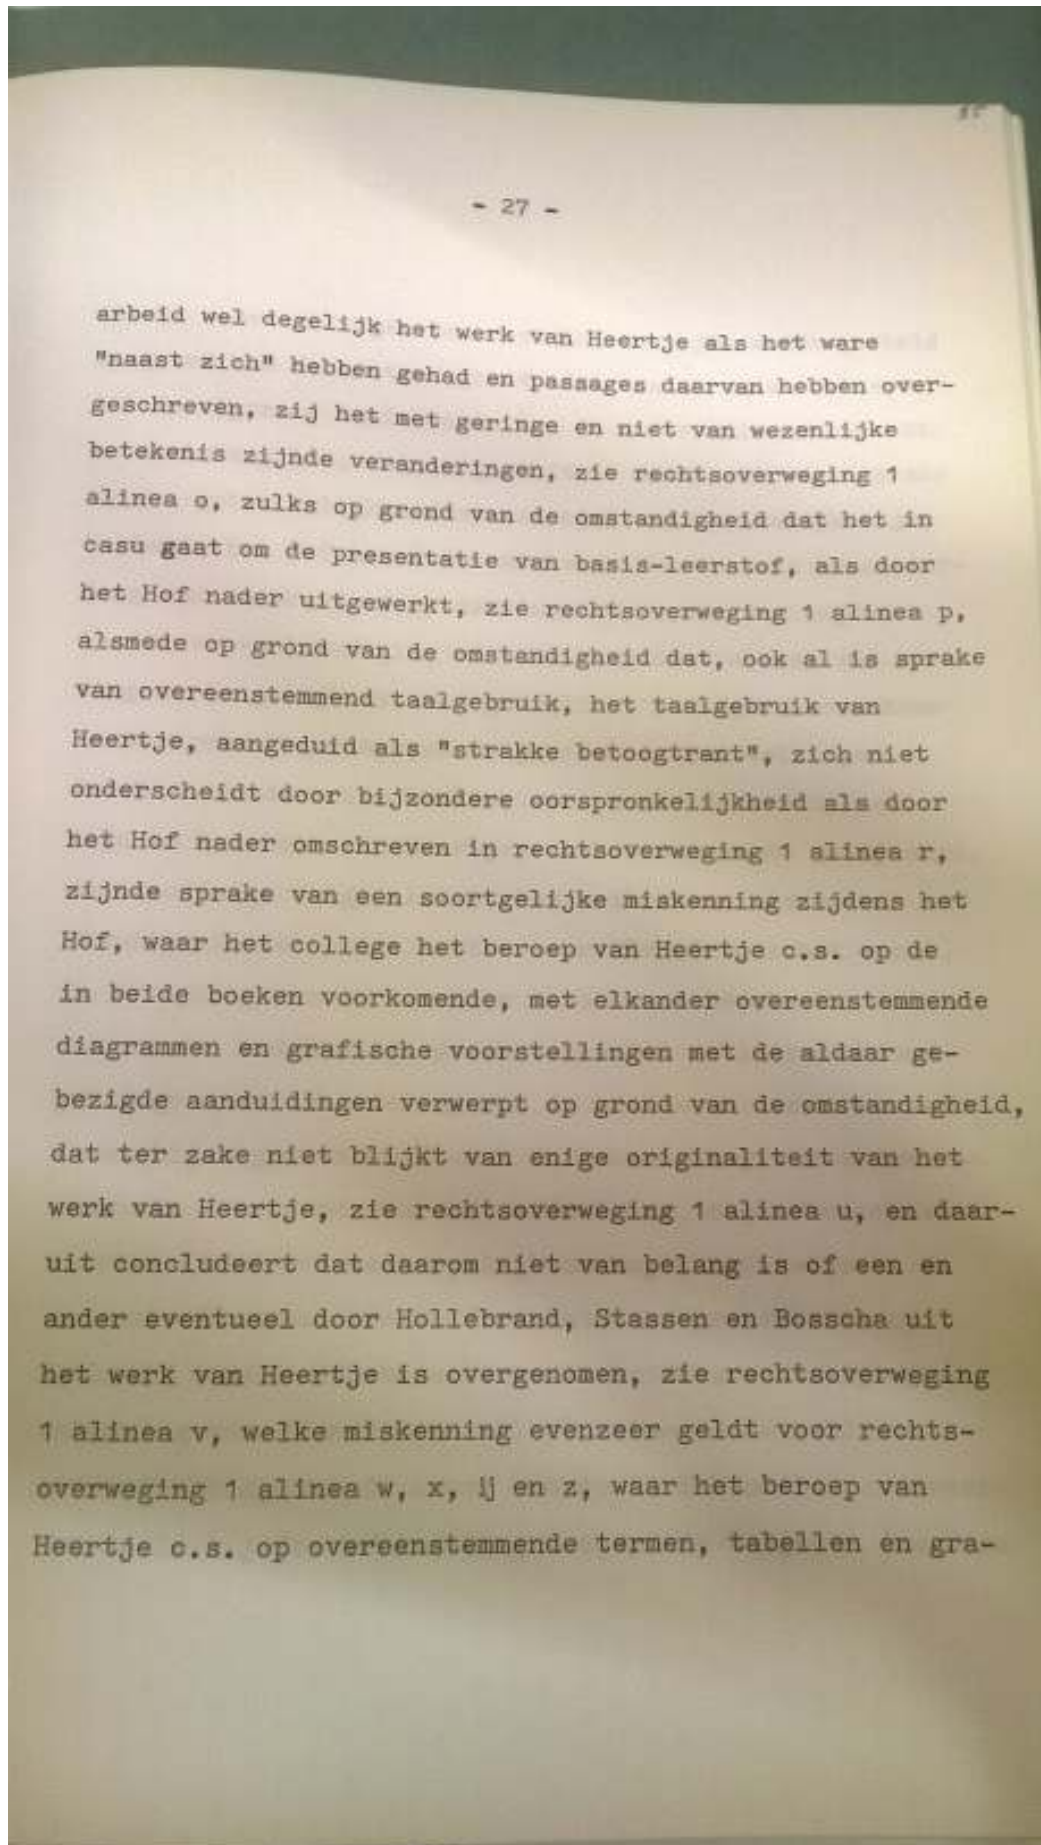 - 27 -
arbeid wel degelijk het werk van Heertje als het ware
"naast zich" hebben gehad en passages daarvan hebben over-
geschreven, zij het met geringe en niet van wezenlijke
betekenis zijnde veranderingen, zie rechtsoverweging 1
alinea o, zulks op grond van de omstandigheid dat het in
casu gaat om de presentatie van basis-leerstof, als door
het Hof nader uitgewerkt, zie rechtsoverweging 1 alinea p,
alsmede op grond van de omstandigheid dat, ook al is sprake
van overeenstemmend taalgebruik, het taalgebruik van
Heertje, aangeduid als "strakke betoogtrant", zich niet
onderscheidt door bijzondere oorspronkelijkheid als door
het Hof nader omschreven in rechtsoverweging 1 alinea r,
zijnde sprake van een soortgelijke miskenning zijdens het
Hof, waar het college het beroep van Heertje c.s. op de
in beide boeken voorkomende, met elkander overeenstemmende
diagrammen en grafische voorstellingen met de aldaar ge-
bezigde aanduidingen verwerpt op grond van de omstandigheid,
dat ter zake niet blijkt van enige originaliteit van het
werk van Heertje, zie rechtsoverweging 1 alinea u, en daar-
uit concludeert dat daarom niet van belang is of een en
ander eventueel door Hollebrand, Stassen en Bosscha uit
het werk van Heertje is overgenomen, zie rechtsoverweging
1 alinea v, welke miskenning evenzeer geldt voor rechts-
overweging 1 alinea w, x, ij en z, waar het beroep van
Heertje c.s. op overeenstemmende termen, tabellen en gra-